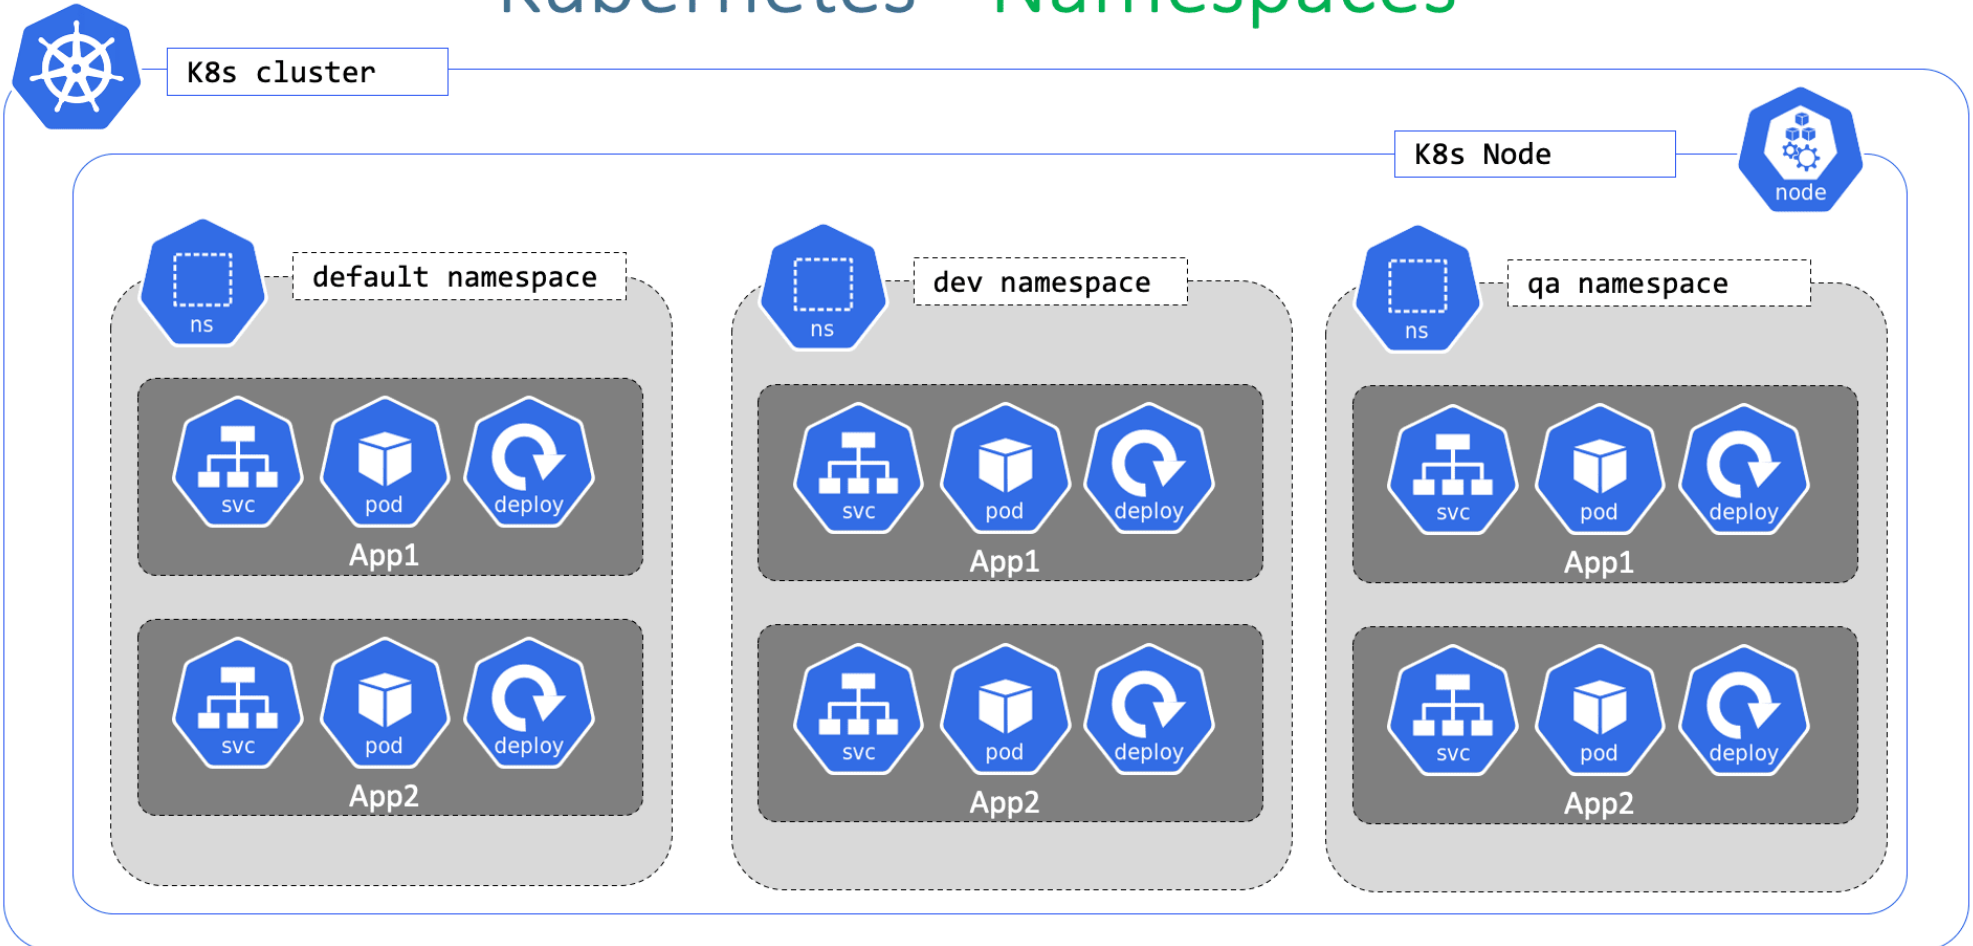 Kubernetes - Namespaces
K8s cluster
K8s Node
node
default namespace
ns
svc
pod
deploy
App1
svc
pod
deploy
App2
dev namespace
ns
svc
pod
deploy
App1
svc
pod
deploy
App2
qa namespace
ns
svc
pod
deploy
App1
svc
pod
deploy
App2